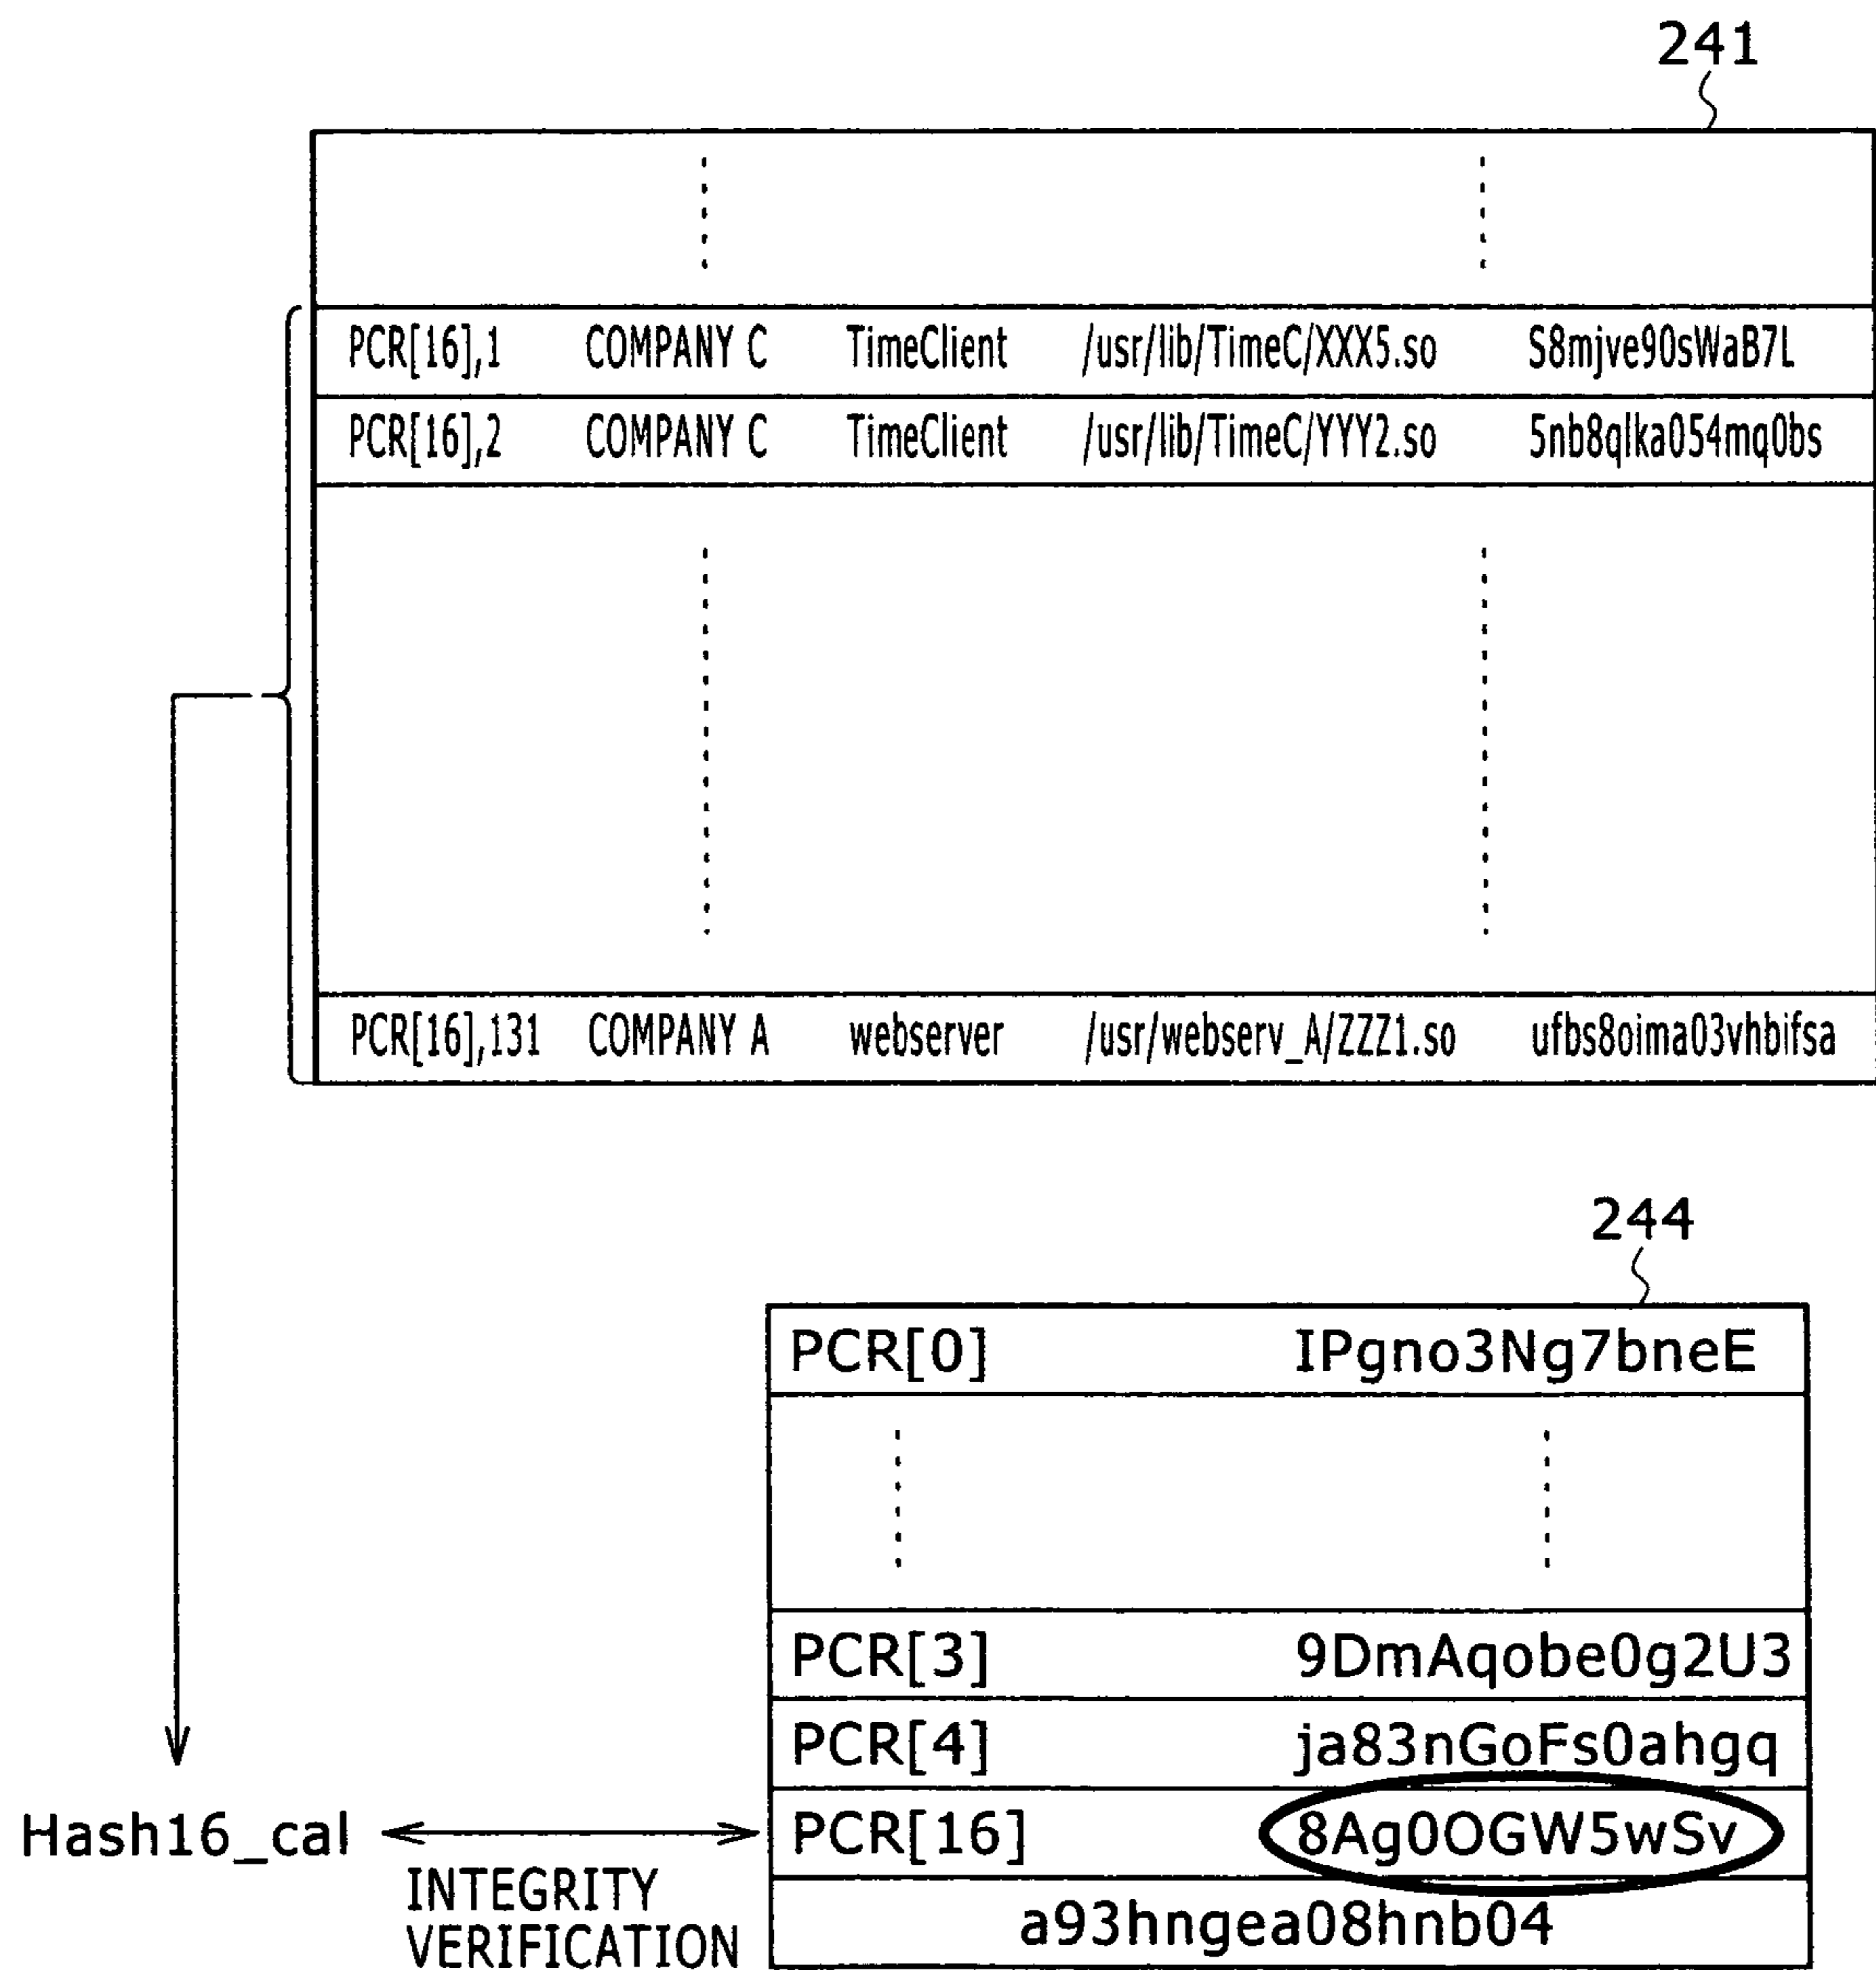 241
PCR[16],1 COMPANY C TimeClient /usr/lib/TimeC/XXX5.so S8mjve90sWaB7L
PCR[16],2 COMPANY C TimeClient /usr/lib/TimeC/YYY2.so 5nb8qlka054mq0bs
PCR[16],131 COMPANY A webserver /usr/webserv_A/ZZZ1.so ufbs8oima03vhbifsa
244
PCR[0] IPgno3Ng7bneE
PCR[3] 9DmAqobe0g2U3
PCR[4] ja83nGoFs0ahgq
Hash16_cal PCR[16] 8Ag0OGW5wSv
INTEGRITY
VERIFICATION
a93hngea08hnb04